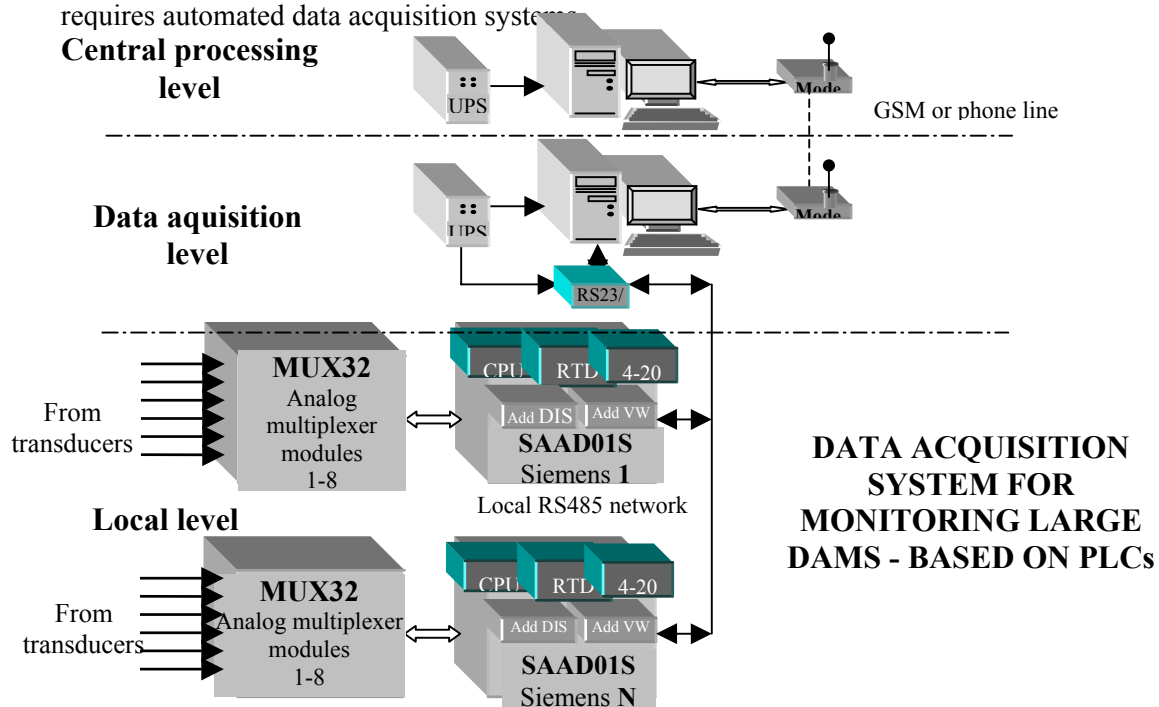 requires automated data acquisition systems
Central processing
level
UPS
Mode
GSM or phone line
Data aquisition
level
UPS
Mode
RS23/
MUX32
Analog
multiplexer
modules
1-8
From
transducers
CPU
RTD
4-20
Add DIS
Add VW
SAAD01S
Siemens 1
Local RS485 network
Local level
DATA ACQUISITION
SYSTEM FOR
MONITORING LARGE
DAMS - BASED ON PLCs
MUX32
Analog multiplexer
modules
1-8
From
transducers
CPU
RTD
4-20
Add DIS
Add VW
SAAD01S
Siemens N